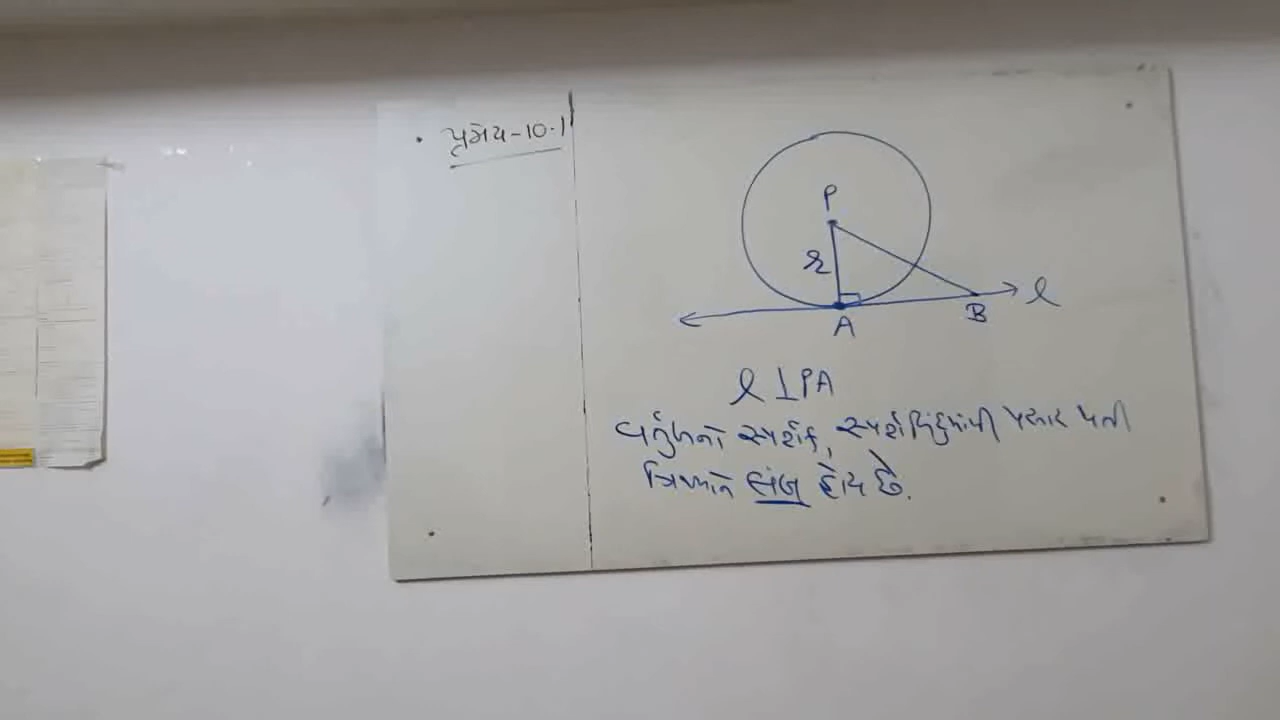 • પ્રમેય-10.1
P
r
A
B
l
l ⊥ PA
વર્તુળનો સ્પર્શક, સ્પર્શબિંદુમાંથી પસાર થતી
ત્રિજ્યાને લંબ હોય છે.